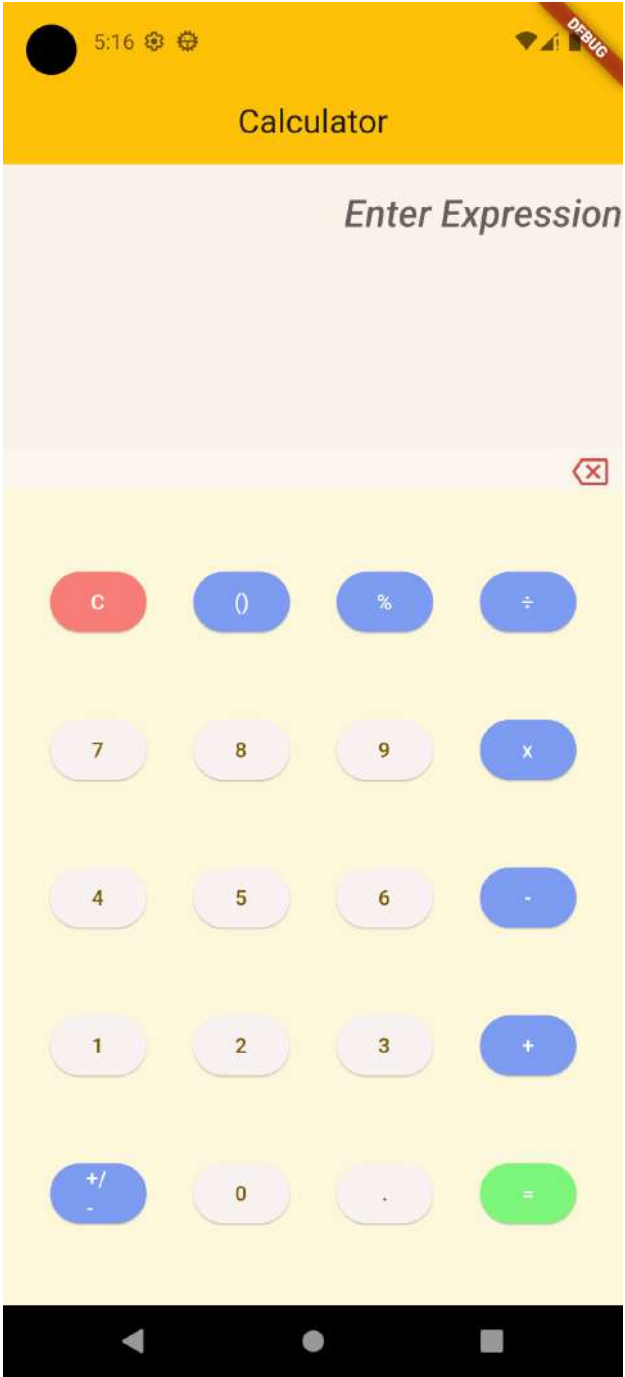 5:16
DEBUG
Calculator
Enter Expression
C () % ÷
7 8 9 x
4 5 6 -
1 2 3 +
+/
-
0 . =